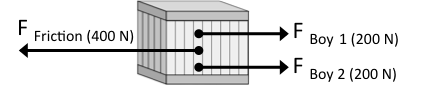 F Friction (400 N)
F Boy 1 (200 N)
F Boy 2 (200 N)